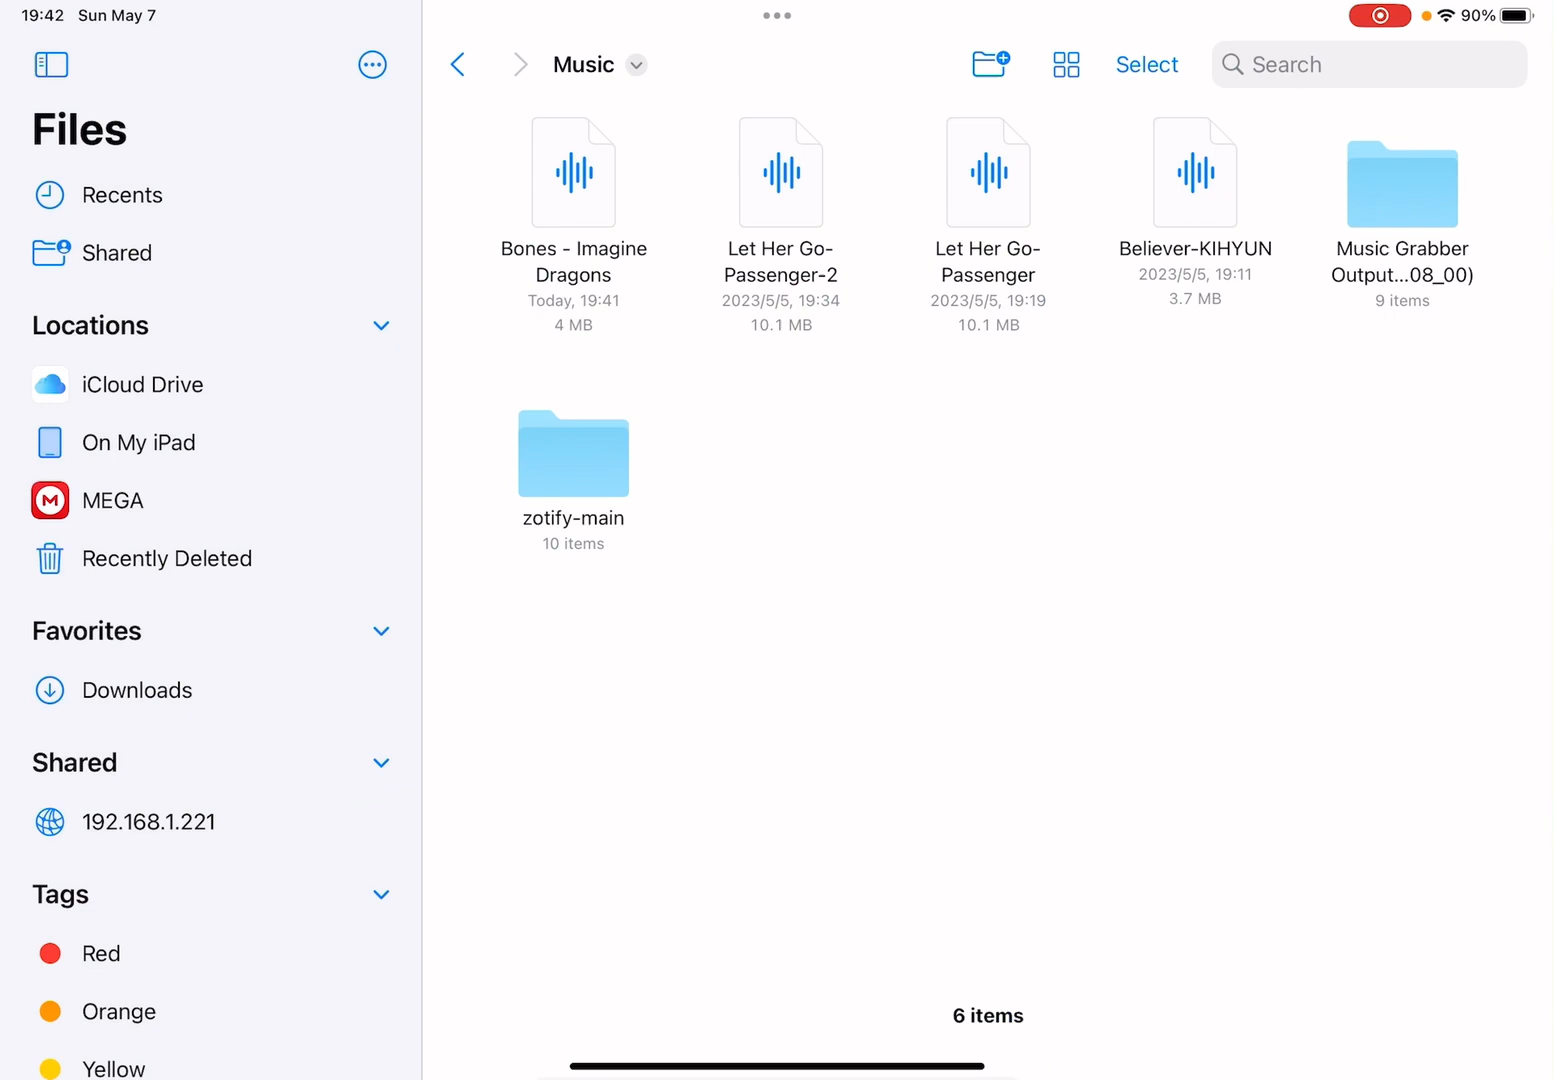 19:42 Sun May 7
90%
Files
Recents
Shared
Locations
iCloud Drive
On My iPad
MEGA
Recently Deleted
Favorites
Downloads
Shared
192.168.1.221
Tags
Red
Orange
Yellow
Music
Select
Search
Bones - Imagine
Dragons
Today, 19:41
4 MB
Let Her Go-
Passenger-2
2023/5/5, 19:34
10.1 MB
Let Her Go-
Passenger
2023/5/5, 19:19
10.1 MB
Believer-KIHYUN
2023/5/5, 19:11
3.7 MB
Music Grabber
Output...08_00)
9 items
zotify-main
10 items
6 items